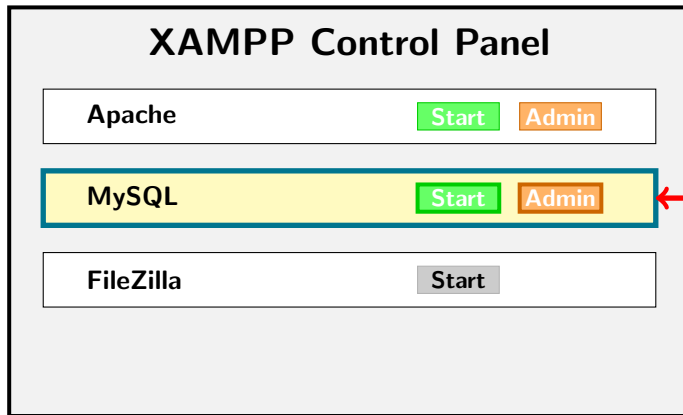 XAMPP Control Panel
Apache Start Admin
MySQL Start Admin
FileZilla Start